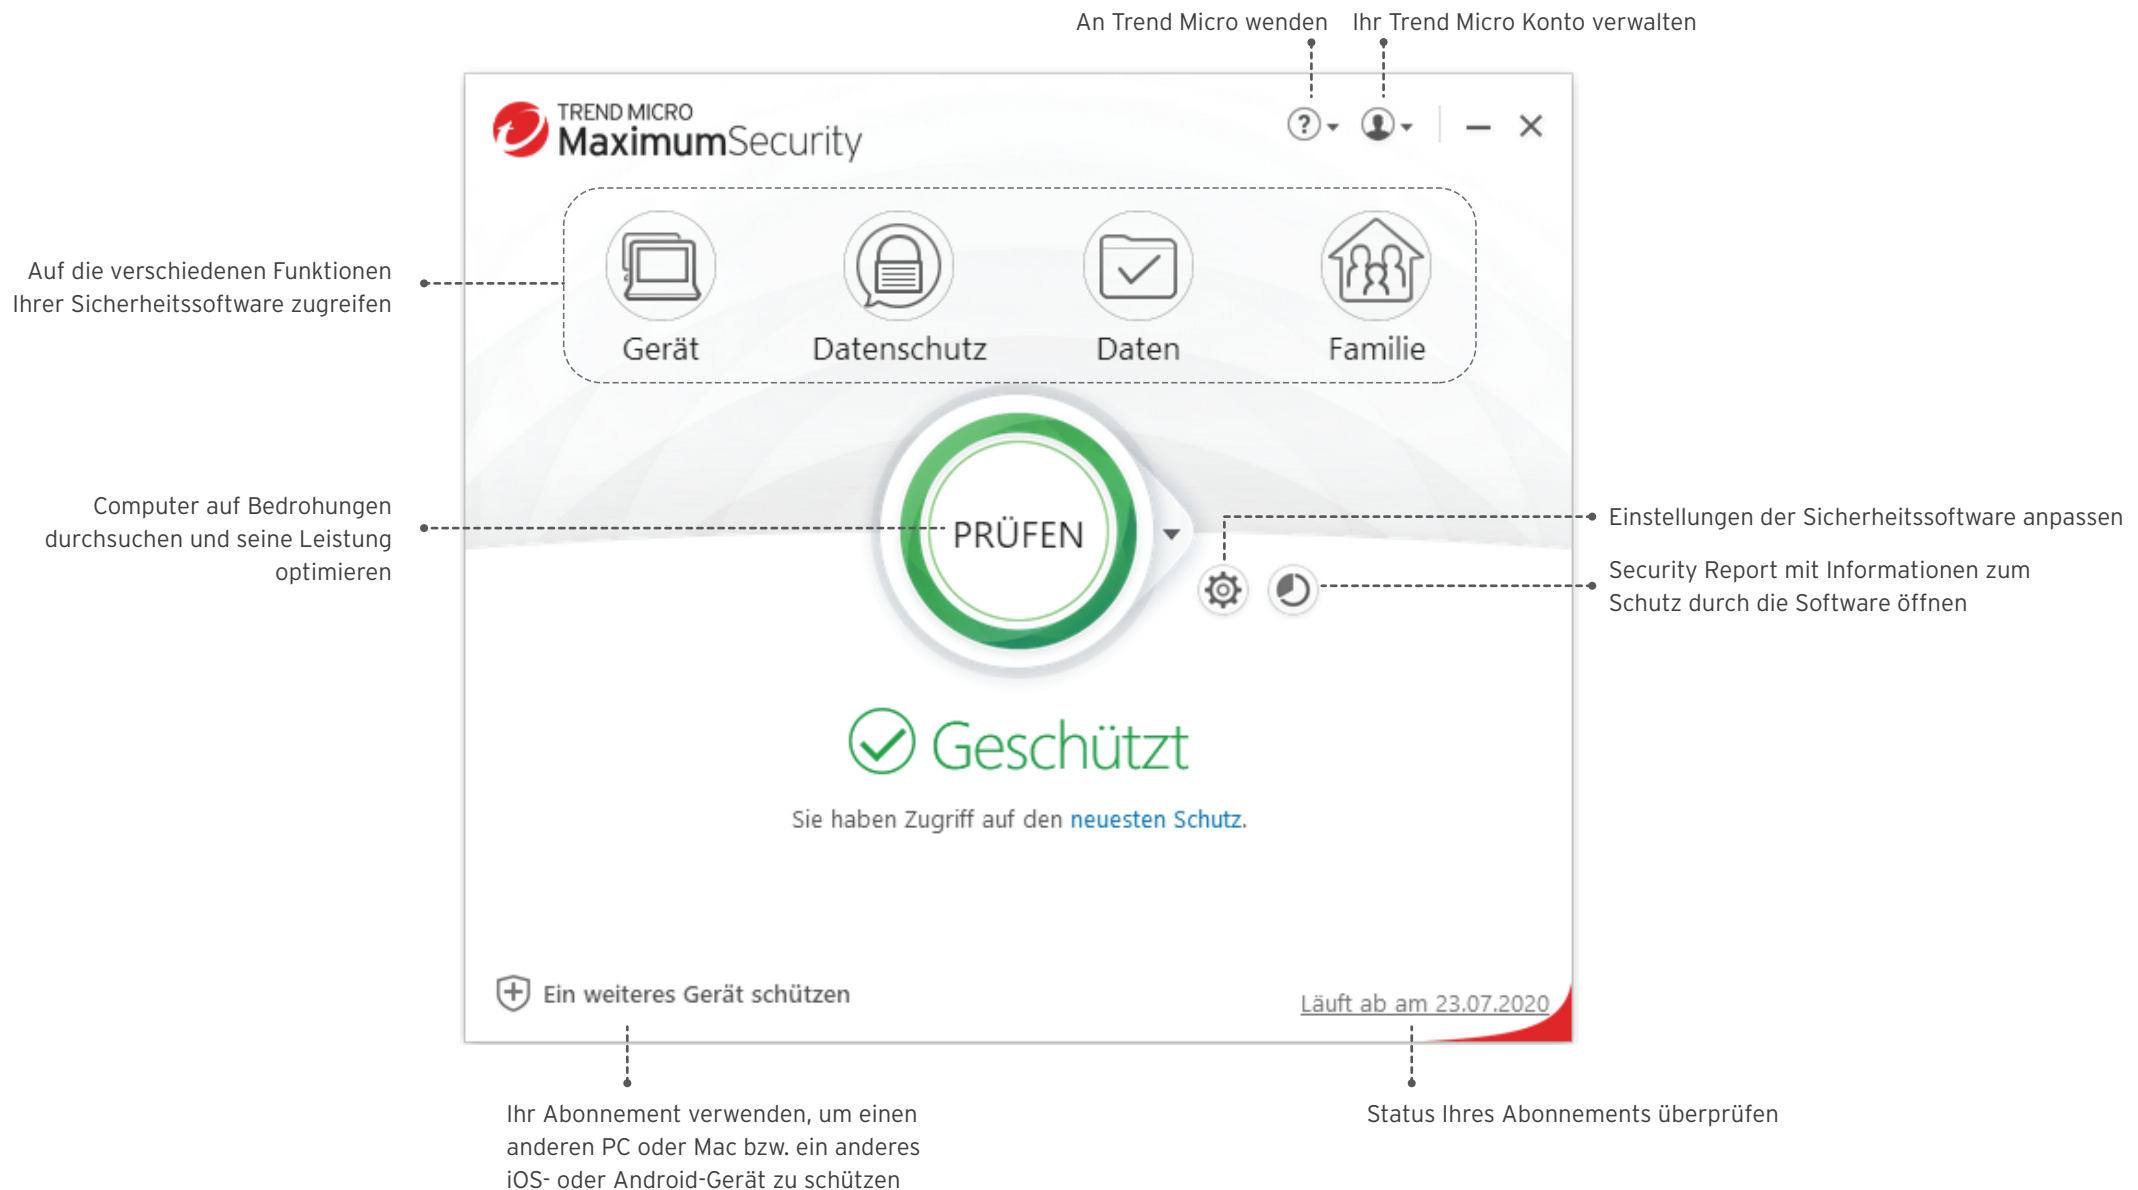 An Trend Micro wenden
Ihr Trend Micro Konto verwalten
TREND MICRO
MaximumSecurity
Auf die verschiedenen Funktionen
Ihrer Sicherheitssoftware zugreifen
Gerät
Datenschutz
Daten
Familie
Computer auf Bedrohungen
durchsuchen und seine Leistung
optimieren
PRÜFEN
Einstellungen der Sicherheitssoftware anpassen
Security Report mit Informationen zum
Schutz durch die Software öffnen
Geschützt
Sie haben Zugriff auf den neuesten Schutz.
Ein weiteres Gerät schützen
Läuft ab am 23.07.2020
Ihr Abonnement verwenden, um einen
anderen PC oder Mac bzw. ein anderes
iOS- oder Android-Gerät zu schützen
Status Ihres Abonnements überprüfen